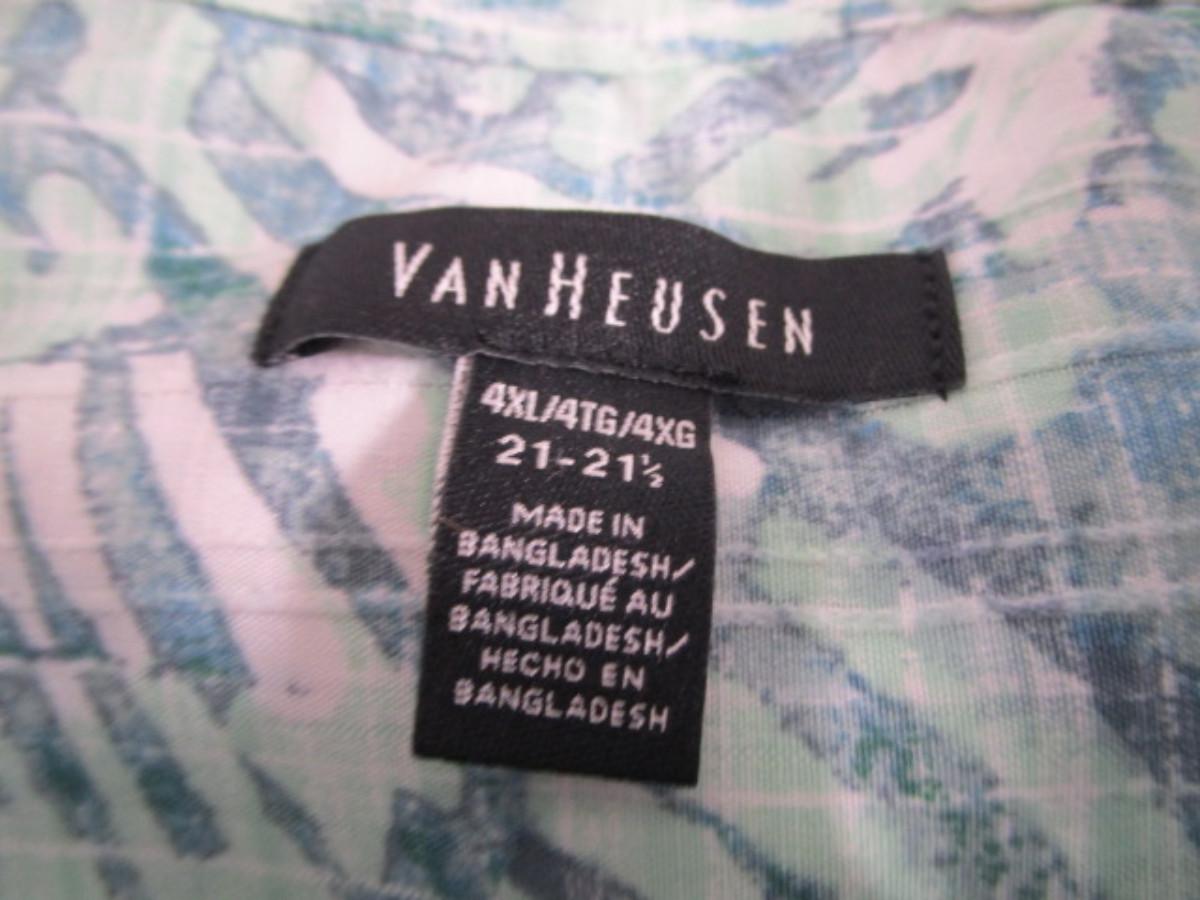 VAN HEUSEN
4XL/4TG/4XG
21-21½
MADE IN
BANGLADESH/
FABRIQUÉ AU
BANGLADESH/
HECHO EN
BANGLADESH